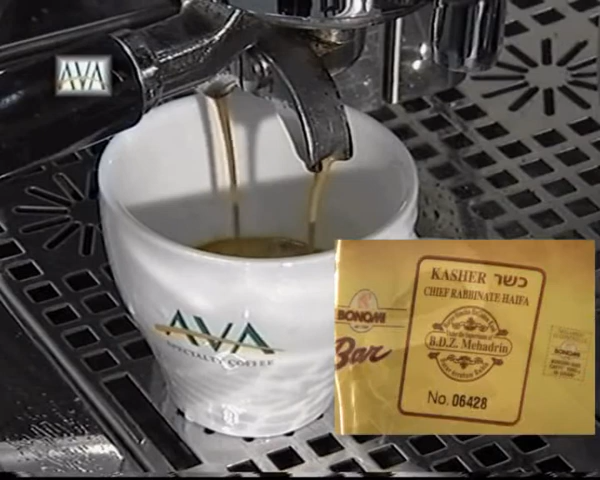 AVA
AVA
SPECIALTY COFFEE
KASHER כשר
CHIEF RABBINATE HAIFA
B.D.Z. Mehadrin
No. 06428
BONOMI
Bar
BONOMI